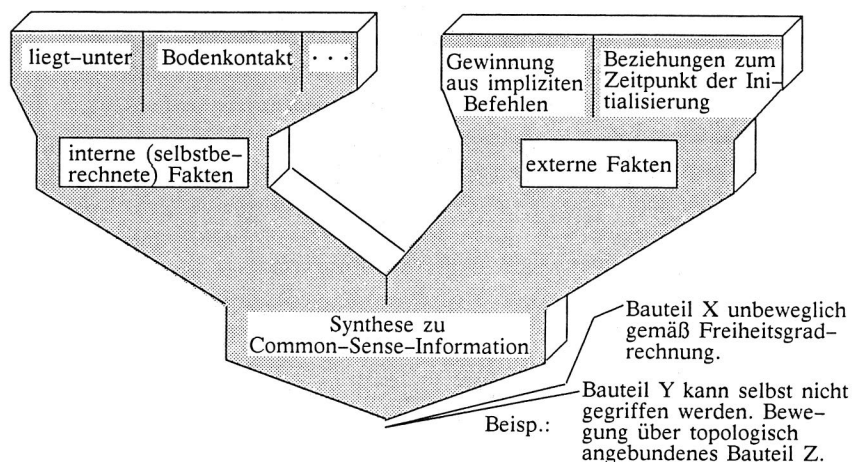 liegt-unter
Bodenkontakt
...
Gewinnung
aus impliziten
Befehlen
Beziehungen zum
Zeitpunkt der Ini-
tialisierung
interne (selbstbe-
rechnete) Fakten
externe Fakten
Synthese zu
Common-Sense-Information
Bauteil X unbeweglich
gemäß Freiheitsgrad-
rechnung.
Beisp.:
Bauteil Y kann selbst nicht
gegriffen werden. Bewe-
gung über topologisch
angebundenes Bauteil Z.